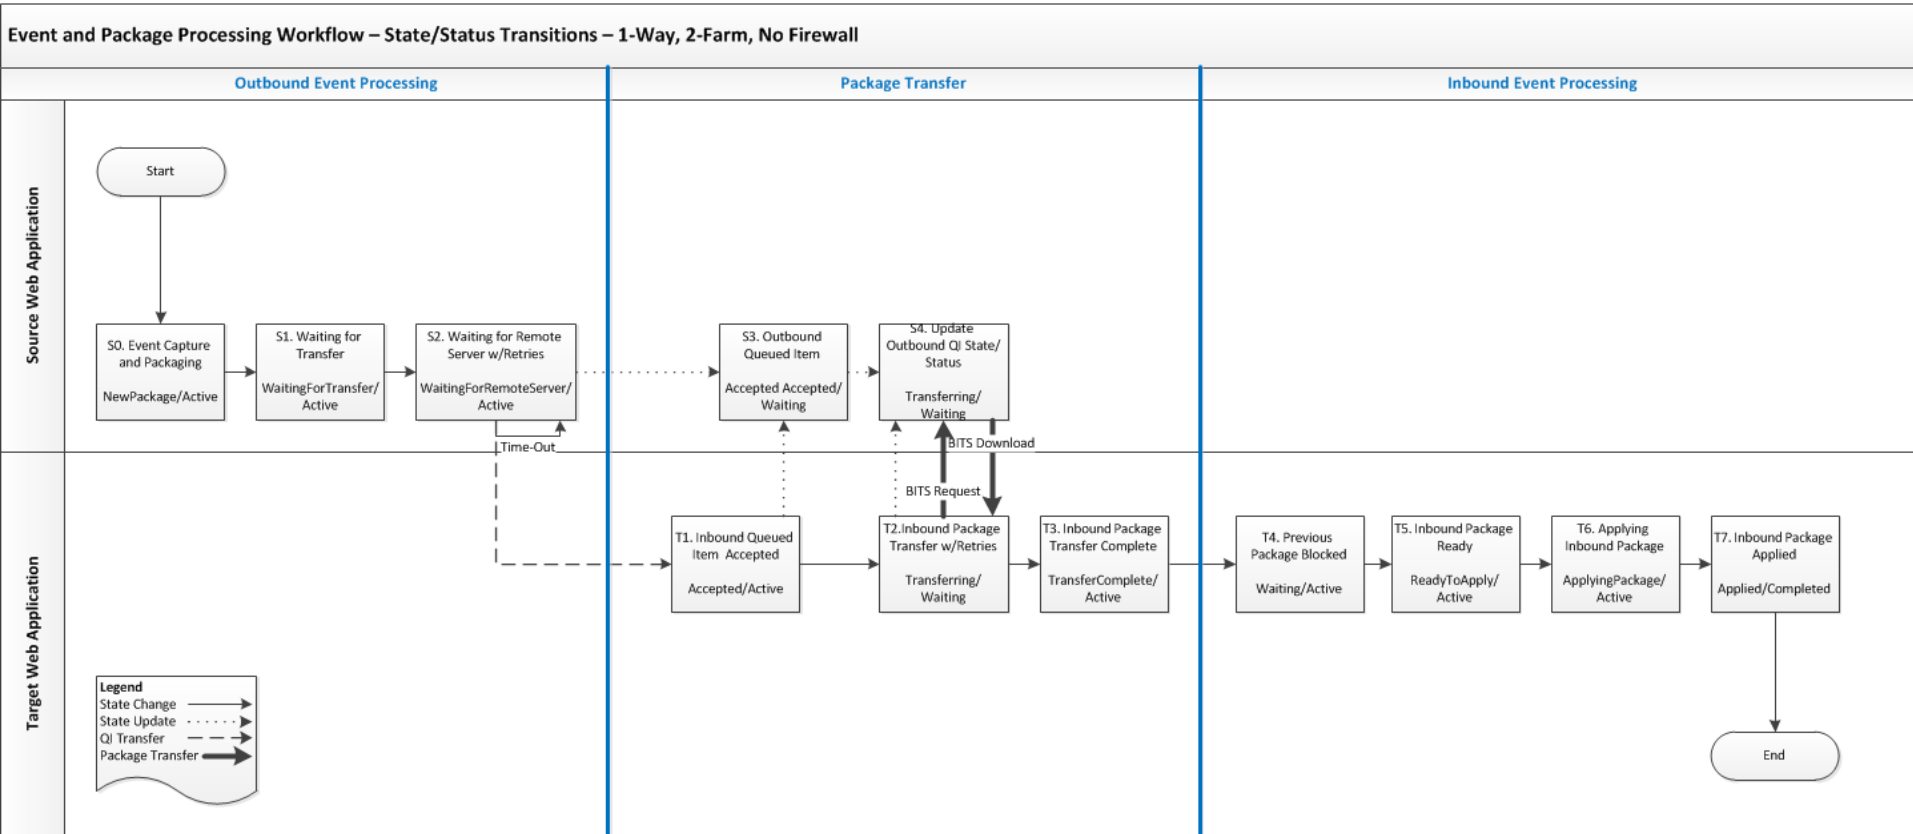 Event and Package Processing Workflow – State/Status Transitions – 1-Way, 2-Farm, No Firewall
Outbound Event Processing
Package Transfer
Inbound Event Processing
Source Web Application
Start
S0. Event Capture
and Packaging
NewPackage/Active
S1. Waiting for
Transfer
WaitingForTransfer/
Active
S2. Waiting for Remote
Server w/Retries
WaitingForRemoteServer/
Active
Time-Out
S3. Outbound
Queued Item
Accepted Accepted/
Waiting
S4. Update
Outbound QI State/
Status
Transferring/
Waiting
BITS Download
BITS Request
Target Web Application
T1. Inbound Queued
Item Accepted
Accepted/Active
T2.Inbound Package
Transfer w/Retries
Transferring/
Waiting
T3. Inbound Package
Transfer Complete
TransferComplete/
Active
T4. Previous
Package Blocked
Waiting/Active
T5. Inbound Package
Ready
ReadyToApply/
Active
T6. Applying
Inbound Package
ApplyingPackage/
Active
T7. Inbound Package
Applied
Applied/Completed
End
Legend
State Change
State Update
QI Transfer
Package Transfer